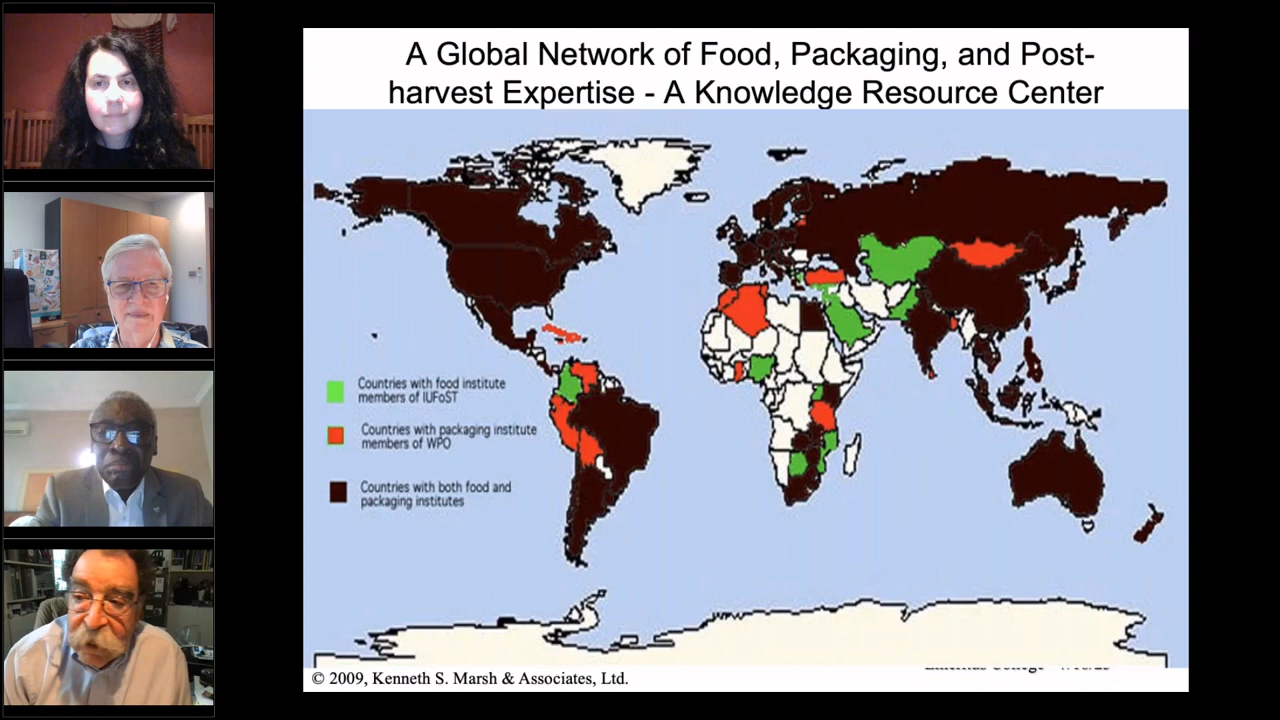 A Global Network of Food, Packaging, and Post-
harvest Expertise - A Knowledge Resource Center
Countries with food institute
members of IUFoST
Countries with packaging institute
members of WPO
Countries with both food and
packaging institutes
Emeritus College
© 2009, Kenneth S. Marsh & Associates, Ltd.